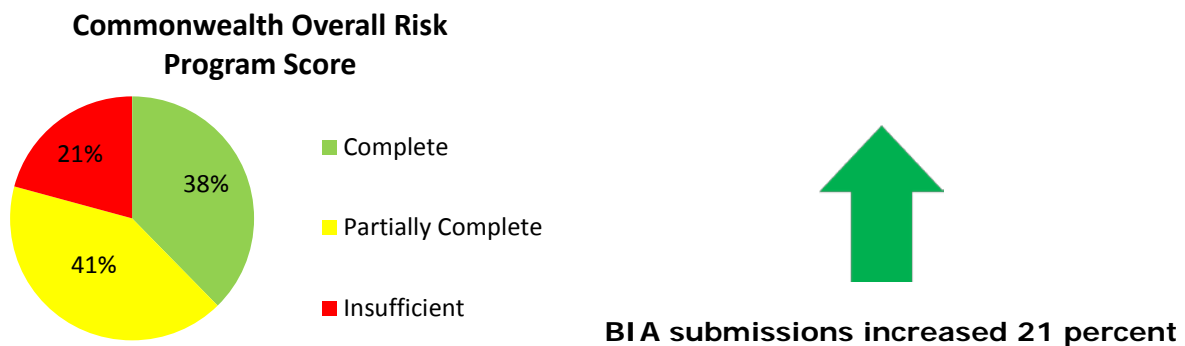 Commonwealth Overall Risk
Program Score
21%
38%
41%
Complete
Partially Complete
Insufficient
BIA submissions increased 21 percent